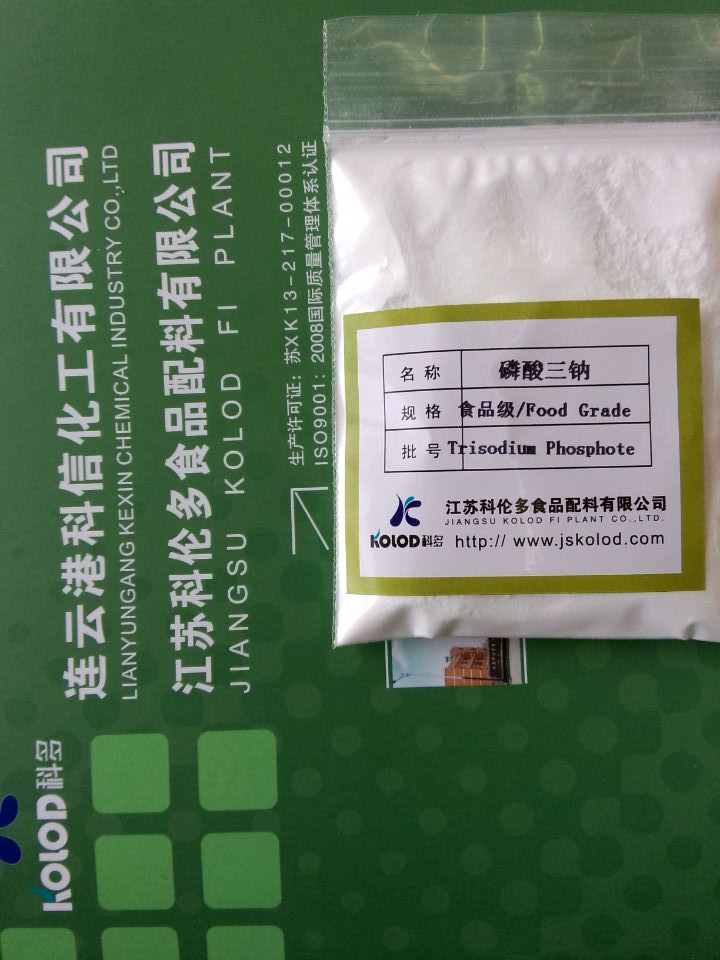 连云港科信化工有限公司
LIANYUNGANG KEXIN CHEMICAL INDUSTRY CO.,LTD
江苏科伦多食品配料有限公司
JIANGSU KOLOD FI PLANT
生产许可证：苏XK13-217-00012
ISO9001：2008国际质量管理体系认证
KOLOD科多
名 称 磷酸三钠
规 格 食品级/Food Grade
批 号 Trisodium Phosphote
江苏科伦多食品配料有限公司
JIANGSU KOLOD FI PLANT CO.,LTD.
KOLOD科多 http:// www.jskolod.com